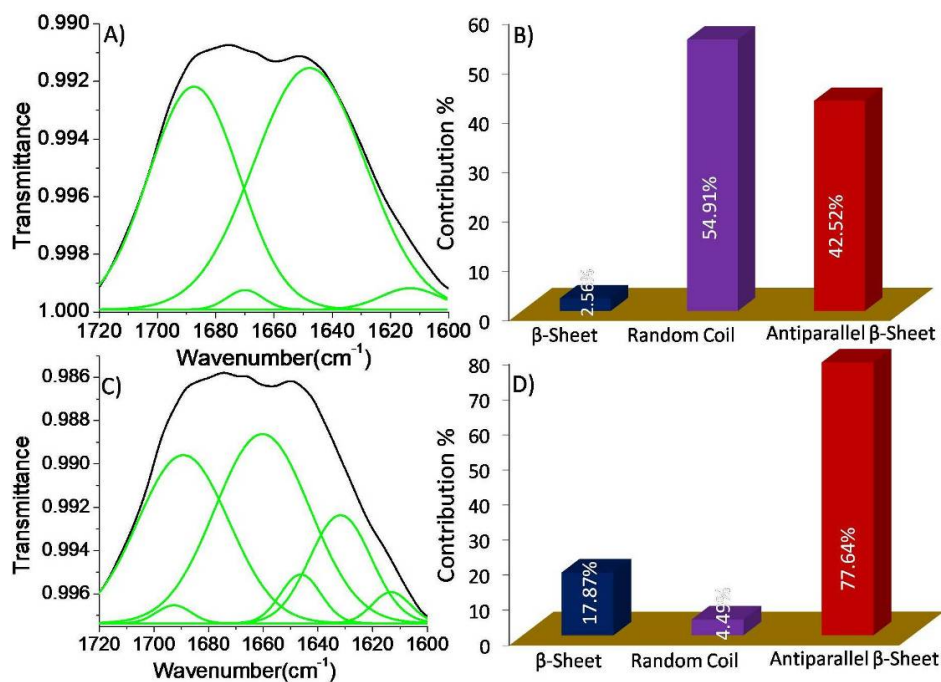 A)
0.990
0.992
0.994
0.996
0.998
1.000
Transmittance
1720 1700 1680 1660 1640 1620 1600
Wavenumber(cm⁻¹)
B)
60
50
40
30
20
10
0
Contribution %
2.56%
54.91%
42.52%
β-Sheet Random Coil Antiparallel β-Sheet
C)
0.986
0.988
0.990
0.992
0.994
0.996
Transmittance
1720 1700 1680 1660 1640 1620 1600
Wavenumber(cm⁻¹)
D)
80
70
60
50
40
30
20
10
0
Contribution %
17.87%
4.49%
77.64%
β-Sheet Random Coil Antiparallel β-Sheet